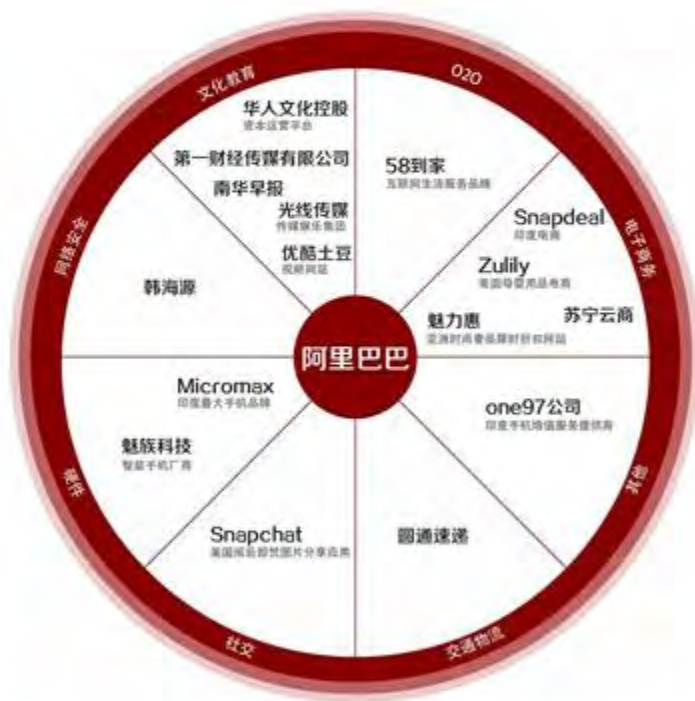 文化教育
O2O
华人文化控股
资本运营平台
第一财经传媒有限公司
南华早报
光线传媒
传媒娱乐集团
优酷土豆
视频网站
58到家
互联网生活服务品牌
电子商务
Snapdeal
印度电商
Zulily
美国母婴用品电商
苏宁云商
魅力惠
亚洲时尚奢品限时折扣网站
网络安全
韩海源
阿里巴巴
硬件
Micromax
印度最大手机品牌
魅族科技
智能手机厂商
其他
one97公司
印度手机增值服务提供商
社交
Snapchat
美国阅后即焚图片分享应用
交通物流
圆通速递